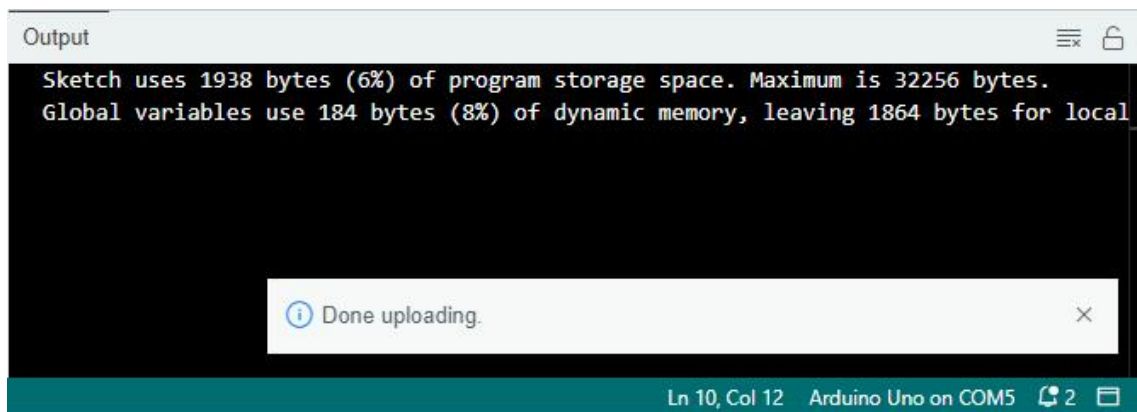 Output
Sketch uses 1938 bytes (6%) of program storage space. Maximum is 32256 bytes.
Global variables use 184 bytes (8%) of dynamic memory, leaving 1864 bytes for local
Done uploading.
Ln 10, Col 12 Arduino Uno on COM5 2